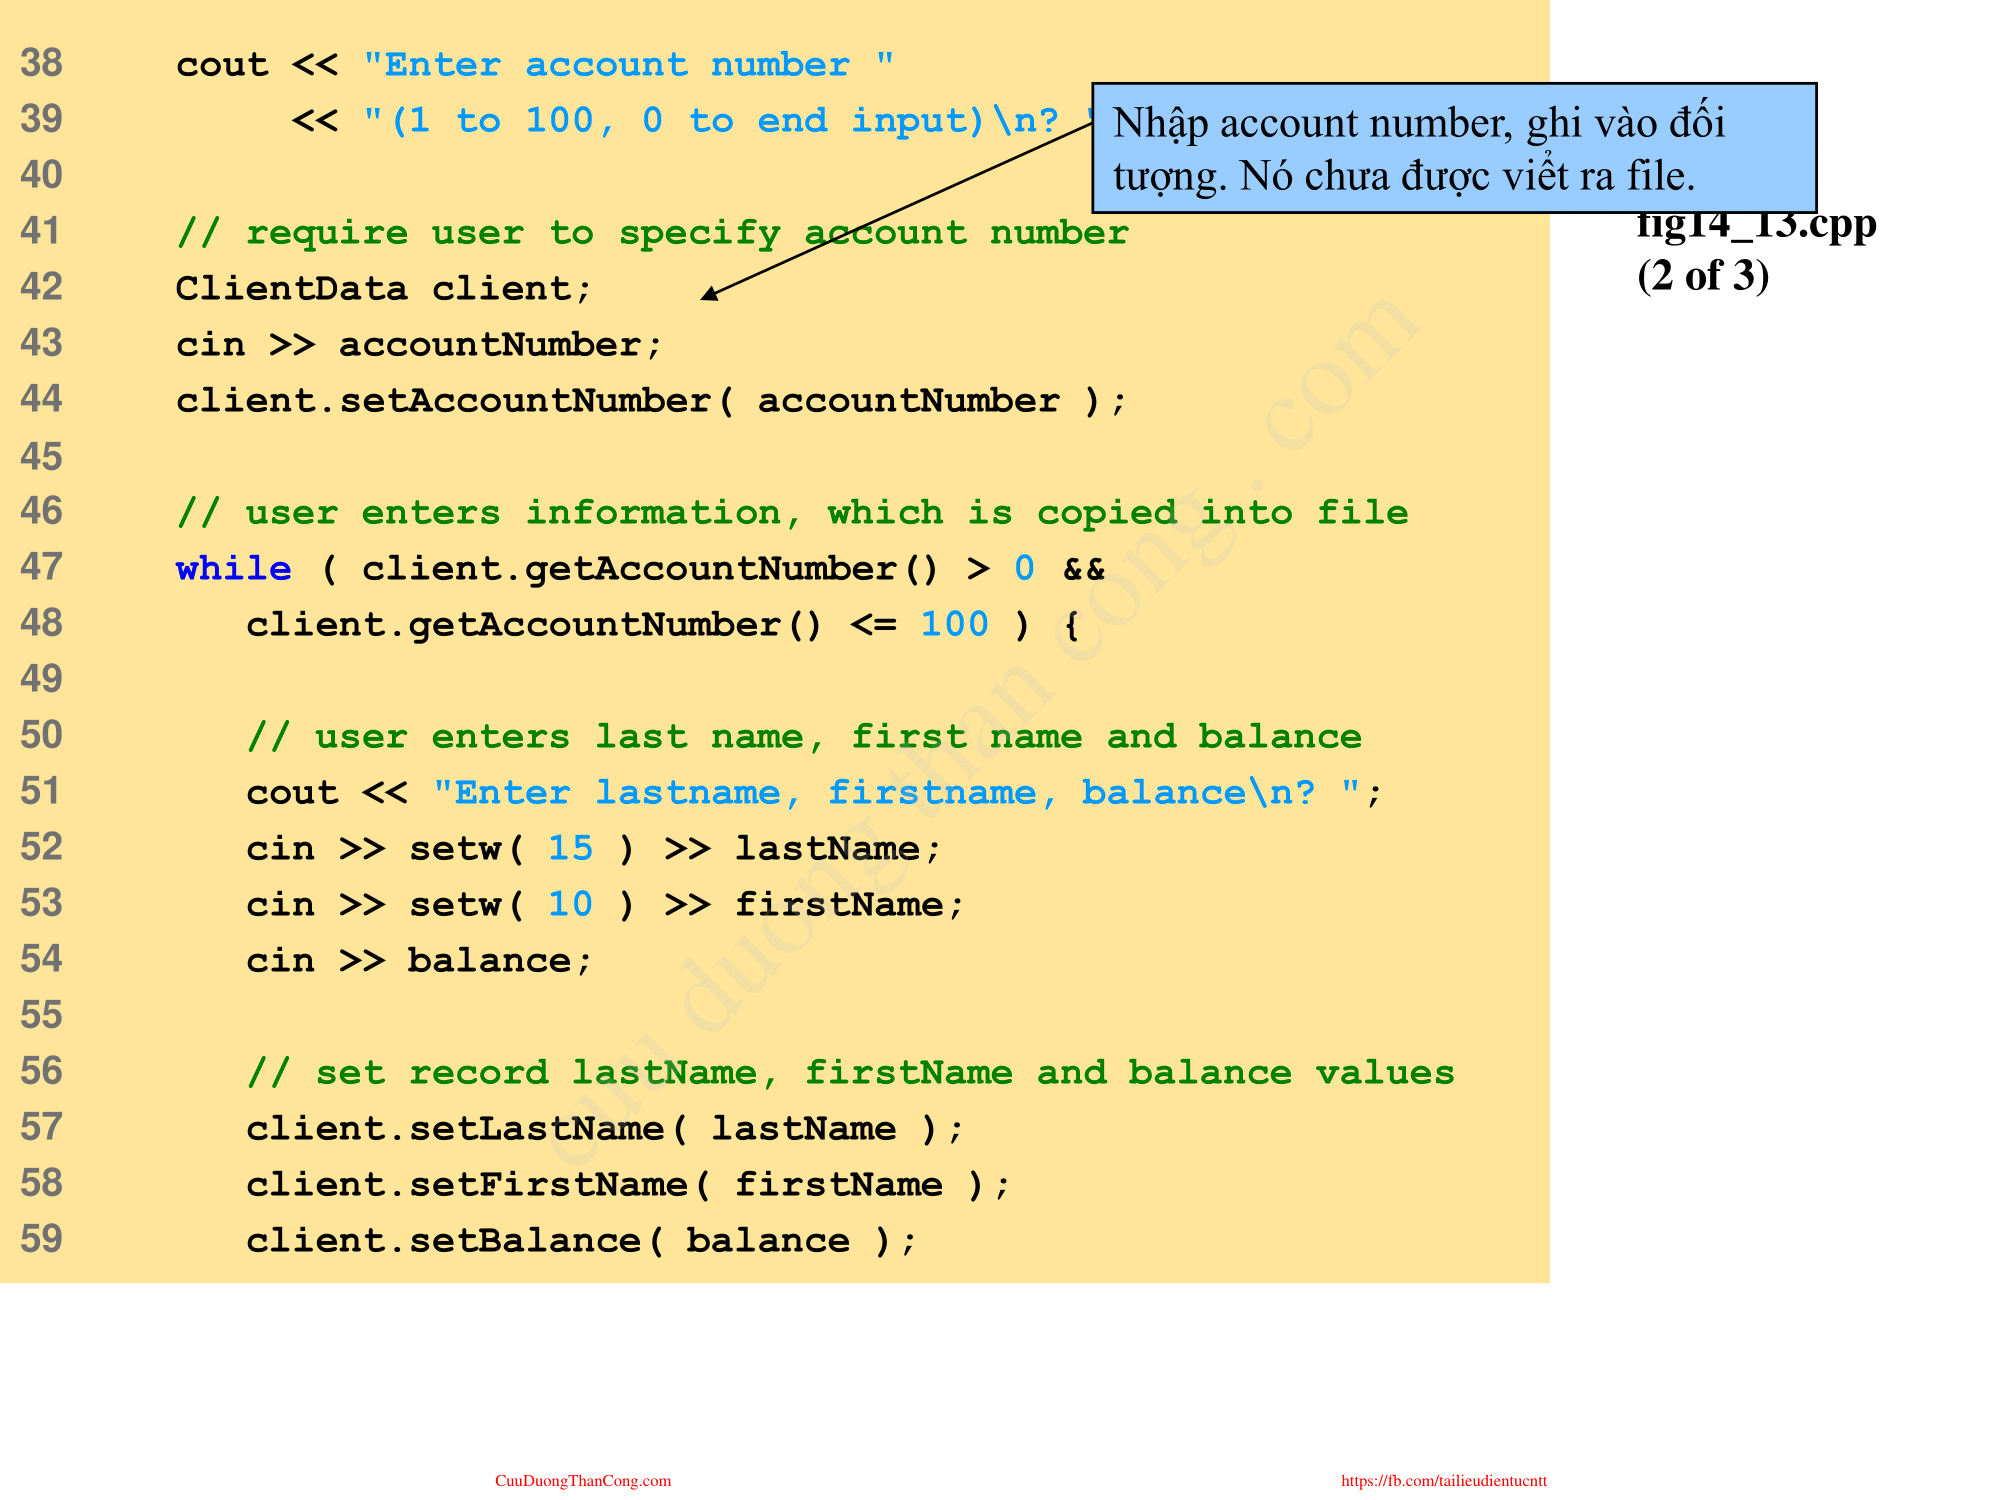 38 cout << "Enter account number "
39 << "(1 to 100, 0 to end input)\n? "
Nhập account number, ghi vào đối
tượng. Nó chưa được viết ra file.
fig14_13.cpp
(2 of 3)
40
41 // require user to specify account number
42 ClientData client;
43 cin >> accountNumber;
44 client.setAccountNumber( accountNumber );
45
46 // user enters information, which is copied into file
47 while ( client.getAccountNumber() > 0 &&
48 client.getAccountNumber() <= 100 ) {
49
50 // user enters last name, first name and balance
51 cout << "Enter lastname, firstname, balance\n? ";
52 cin >> setw( 15 ) >> lastName;
53 cin >> setw( 10 ) >> firstName;
54 cin >> balance;
55
56 // set record lastName, firstName and balance values
57 client.setLastName( lastName );
58 client.setFirstName( firstName );
59 client.setBalance( balance );
cuu duong than cong . com
CuuDuongThanCong.com
https://fb.com/tailieudientucntt